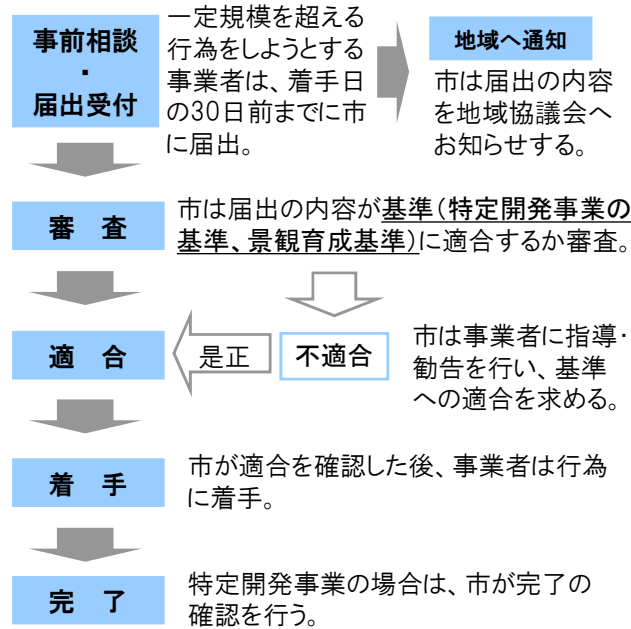 事前相談
・
届出受付
一定規模を超える
行為をしようとする
事業者は、着手日
の30日前までに市
に届出。
地域へ通知
市は届出の内容
を地域協議会へ
お知らせする。
審　査
市は届出の内容が基準（特定開発事業の
基準、景観育成基準）に適合するか審査。
適　合
是正
不適合
市は事業者に指導・
勧告を行い、基準
への適合を求める。
着　手
市が適合を確認した後、事業者は行為
に着手。
完　了
特定開発事業の場合は、市が完了の
確認を行う。